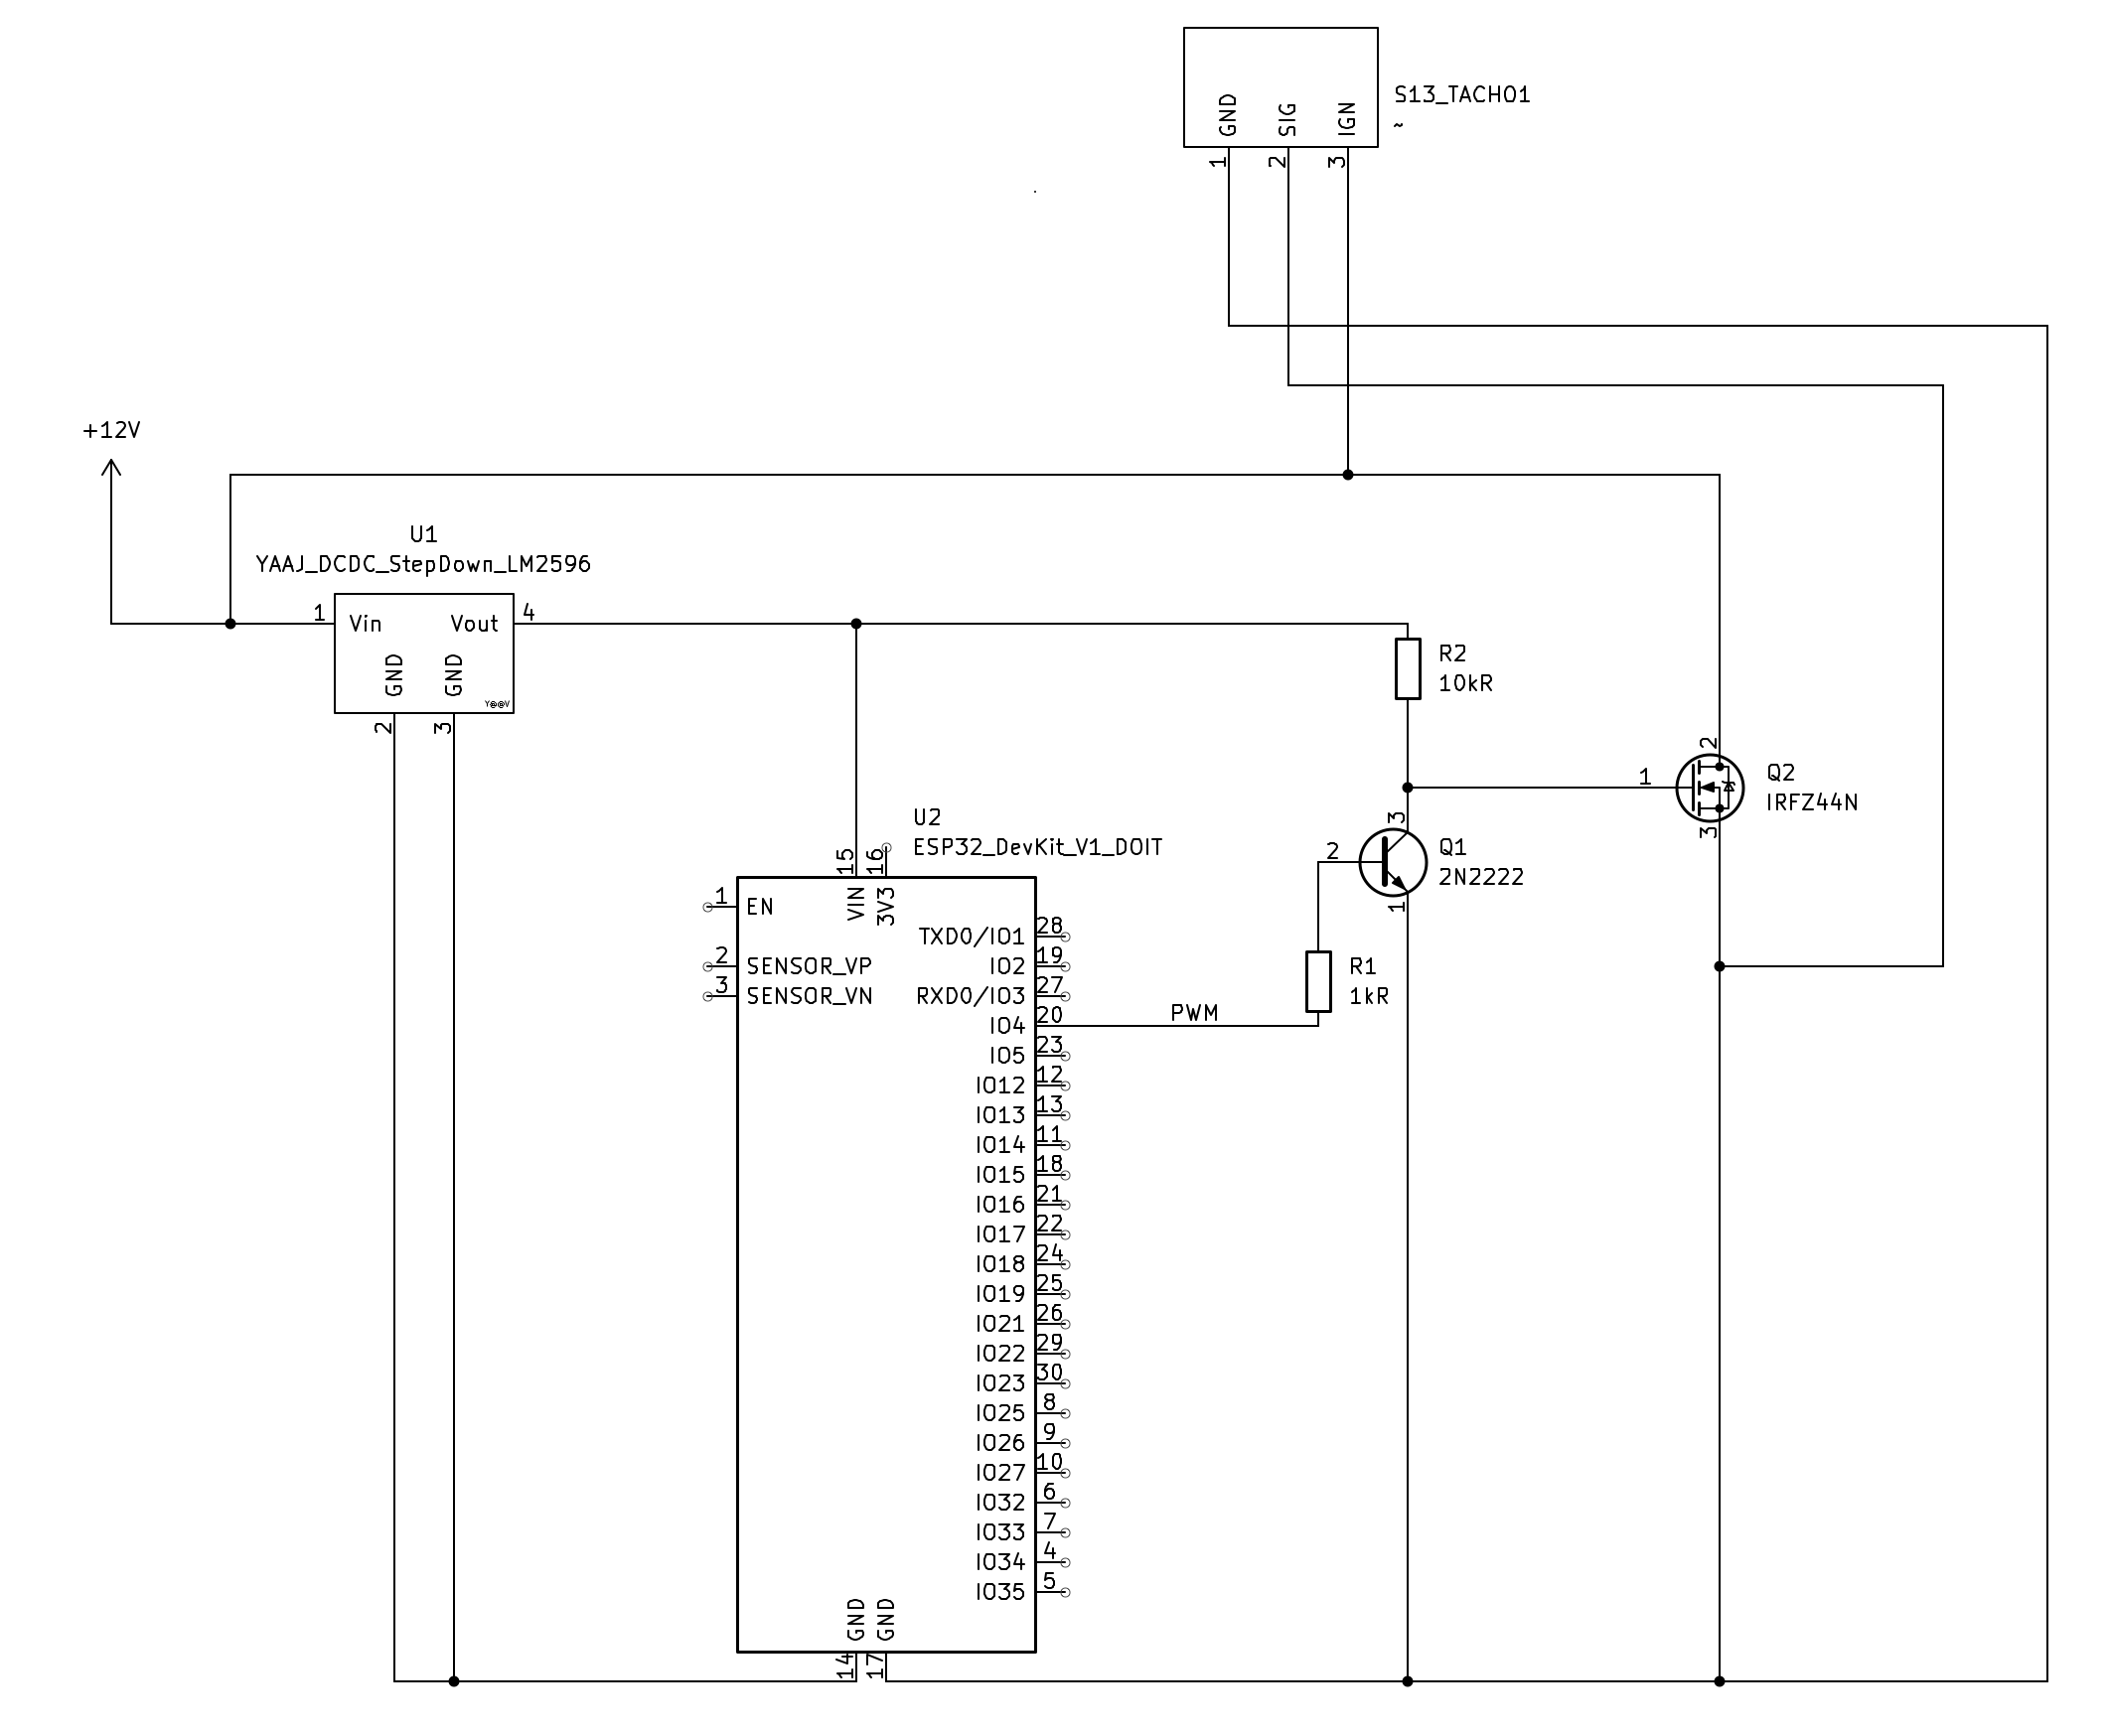 GND
SIG
IGN
1
2
3
S13_TACHO1
~
+12V
U1
YAAJ_DCDC_StepDown_LM2596
1
Vin
Vout
4
GND
GND
Y@@V
2
3
R2
10kR
2
1
Q2
IRFZ44N
3
3
2
Q1
2N2222
1
R1
1kR
PWM
U2
ESP32_DevKit_V1_DOIT
15
16
VIN
3V3
1
EN
2
SENSOR_VP
3
SENSOR_VN
TXD0/IO1
28
IO2
19
RXD0/IO3
27
IO4
20
IO5
23
IO12
12
IO13
13
IO14
11
IO15
18
IO16
21
IO17
22
IO18
24
IO19
25
IO21
26
IO22
29
IO23
30
IO25
8
IO26
9
IO27
10
IO32
6
IO33
7
IO34
4
IO35
5
GND
GND
14
17